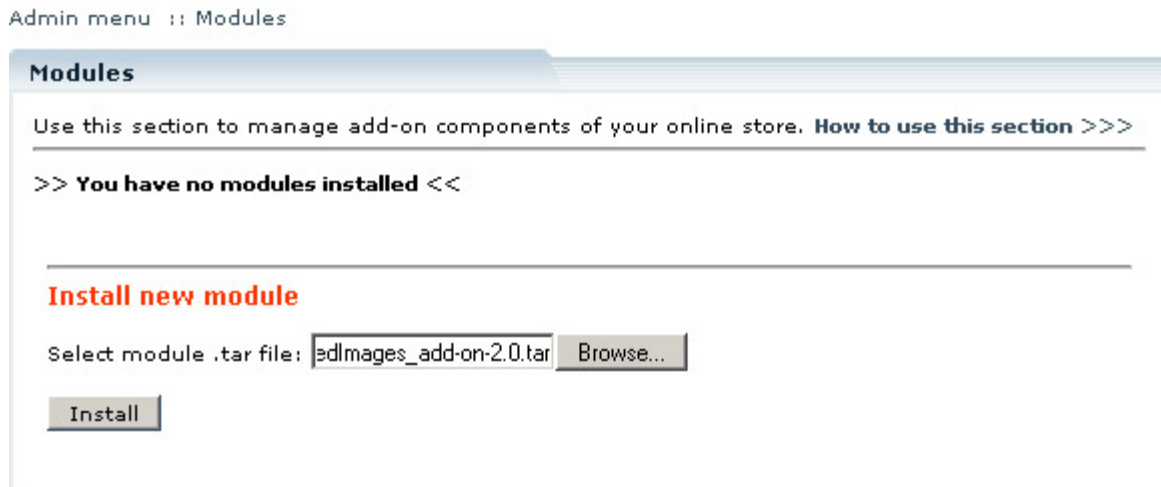 Admin menu :: Modules
Modules
Use this section to manage add-on components of your online store. How to use this section >>>
>> You have no modules installed <<
Install new module
Select module .tar file: edImages_add-on-2.0.tar Browse...
Install